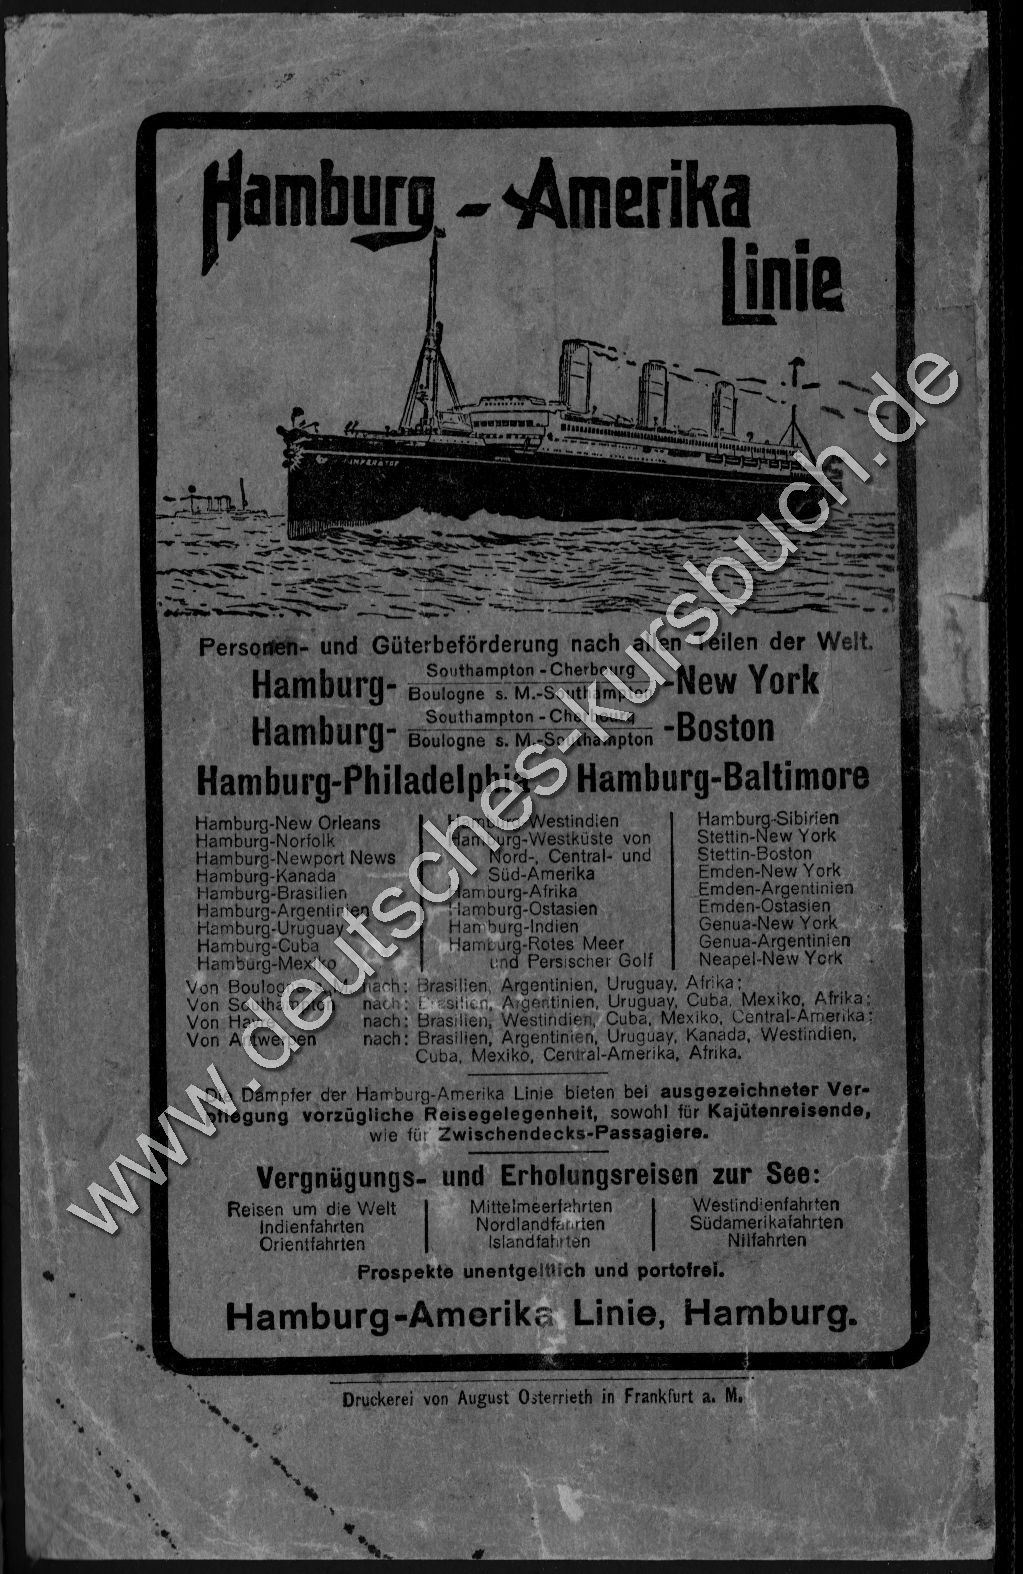 Hamburg - Amerika
Linie
IMPERATOR
Personen- und Güterbeförderung nach allen Teilen der Welt.
Hamburg- Southampton - Cherbourg -New York
Boulogne s. M.-Southampton
Hamburg- Southampton - Cherbourg -Boston
Boulogne s. M.-Southampton
Hamburg-Philadelphia Hamburg-Baltimore
Hamburg-New Orleans
Hamburg-Norfolk
Hamburg-Newport News
Hamburg-Kanada
Hamburg-Brasilien
Hamburg-Argentinien
Hamburg-Uruguay
Hamburg-Cuba
Hamburg-Mexiko
Hamburg-Westindien
Hamburg-Westküste von
Nord-, Central- und
Süd-Amerika
Hamburg-Afrika
Hamburg-Ostasien
Hamburg-Indien
Hamburg-Rotes Meer
und Persischer Golf
Hamburg-Sibirien
Stettin-New York
Stettin-Boston
Emden-New York
Emden-Argentinien
Emden-Ostasien
Genua-New York
Genua-Argentinien
Neapel-New York
Von Boulogne s. M. nach: Brasilien, Argentinien, Uruguay, Afrika;
Von Southampton nach: Brasilien, Argentinien, Uruguay, Cuba, Mexiko, Afrika;
Von Havre nach: Brasilien, Westindien, Cuba, Mexiko, Central-Amerika;
Von Antwerpen nach: Brasilien, Argentinien, Uruguay, Kanada, Westindien,
Cuba, Mexiko, Central-Amerika, Afrika.
Die Dampfer der Hamburg-Amerika Linie bieten bei ausgezeichneter Ver-
pflegung vorzügliche Reisegelegenheit, sowohl für Kajütenreisende,
wie für Zwischendecks-Passagiere.
Vergnügungs- und Erholungsreisen zur See:
Reisen um die Welt
Indienfahrten
Orientfahrten
Mittelmeerfahrten
Nordlandfahrten
Islandfahrten
Westindienfahrten
Südamerikafahrten
Nilfahrten
Prospekte unentgeltlich und portofrei.
Hamburg-Amerika Linie, Hamburg.
Druckerei von August Osterrieth in Frankfurt a. M.
www.deutsches-kursbuch.de